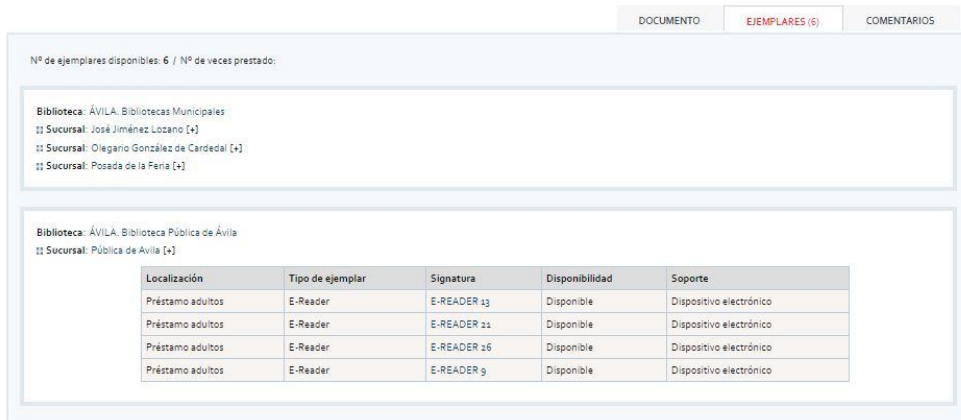 DOCUMENTO EJEMPLARES (6) COMENTARIOS
Nº de ejemplares disponibles: 6 / Nº de veces prestado:
Biblioteca: ÁVILA. Bibliotecas Municipales
Sucursal: José Jiménez Lozano [+]
Sucursal: Olegario González de Cardedal [+]
Sucursal: Posada de la Feria [+]
Biblioteca: ÁVILA. Biblioteca Pública de Ávila
Sucursal: Pública de Avila [+]
Localización Tipo de ejemplar Signatura Disponibilidad Soporte
Préstamo adultos E-Reader E-READER 13 Disponible Dispositivo electrónico
Préstamo adultos E-Reader E-READER 21 Disponible Dispositivo electrónico
Préstamo adultos E-Reader E-READER 26 Disponible Dispositivo electrónico
Préstamo adultos E-Reader E-READER 9 Disponible Dispositivo electrónico